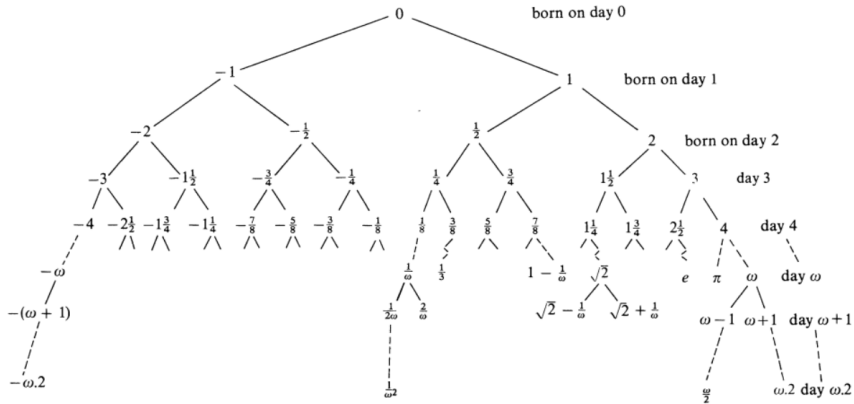 0 born on day 0
−1 1 born on day 1
−2 −½ ½ 2 born on day 2
−3 −1½ −¾ −¼ ¼ ¾ 1½ 3 day 3
−4 −2½ −1¾ −1¼ −⅞ −⅝ −⅜ −⅛ ⅛ ⅜ ⅝ ⅞ 1¼ 1¾ 2½ 4 day 4
−ω 1/ω ⅓ 1 − 1/ω √2 e π ω day ω
−(ω + 1) 1/2ω 2/ω √2 − 1/ω √2 + 1/ω ω−1 ω+1 day ω+1
−ω.2 1/ω² ω/2 ω.2 day ω.2